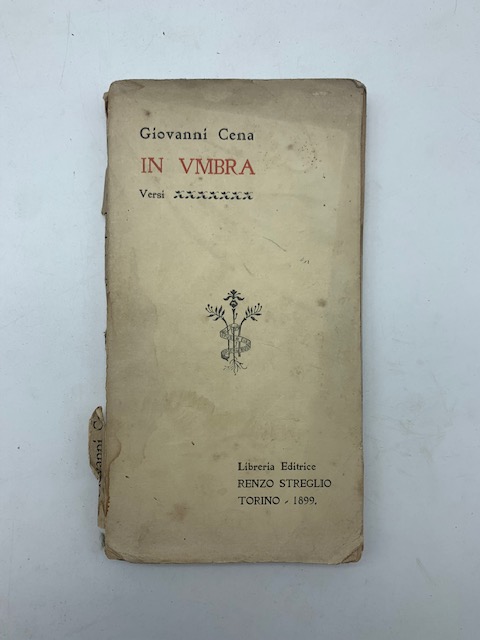 Giovanni Cena
IN VMBRA
Versi
Libreria Editrice
RENZO STREGLIO
TORINO - 1899.